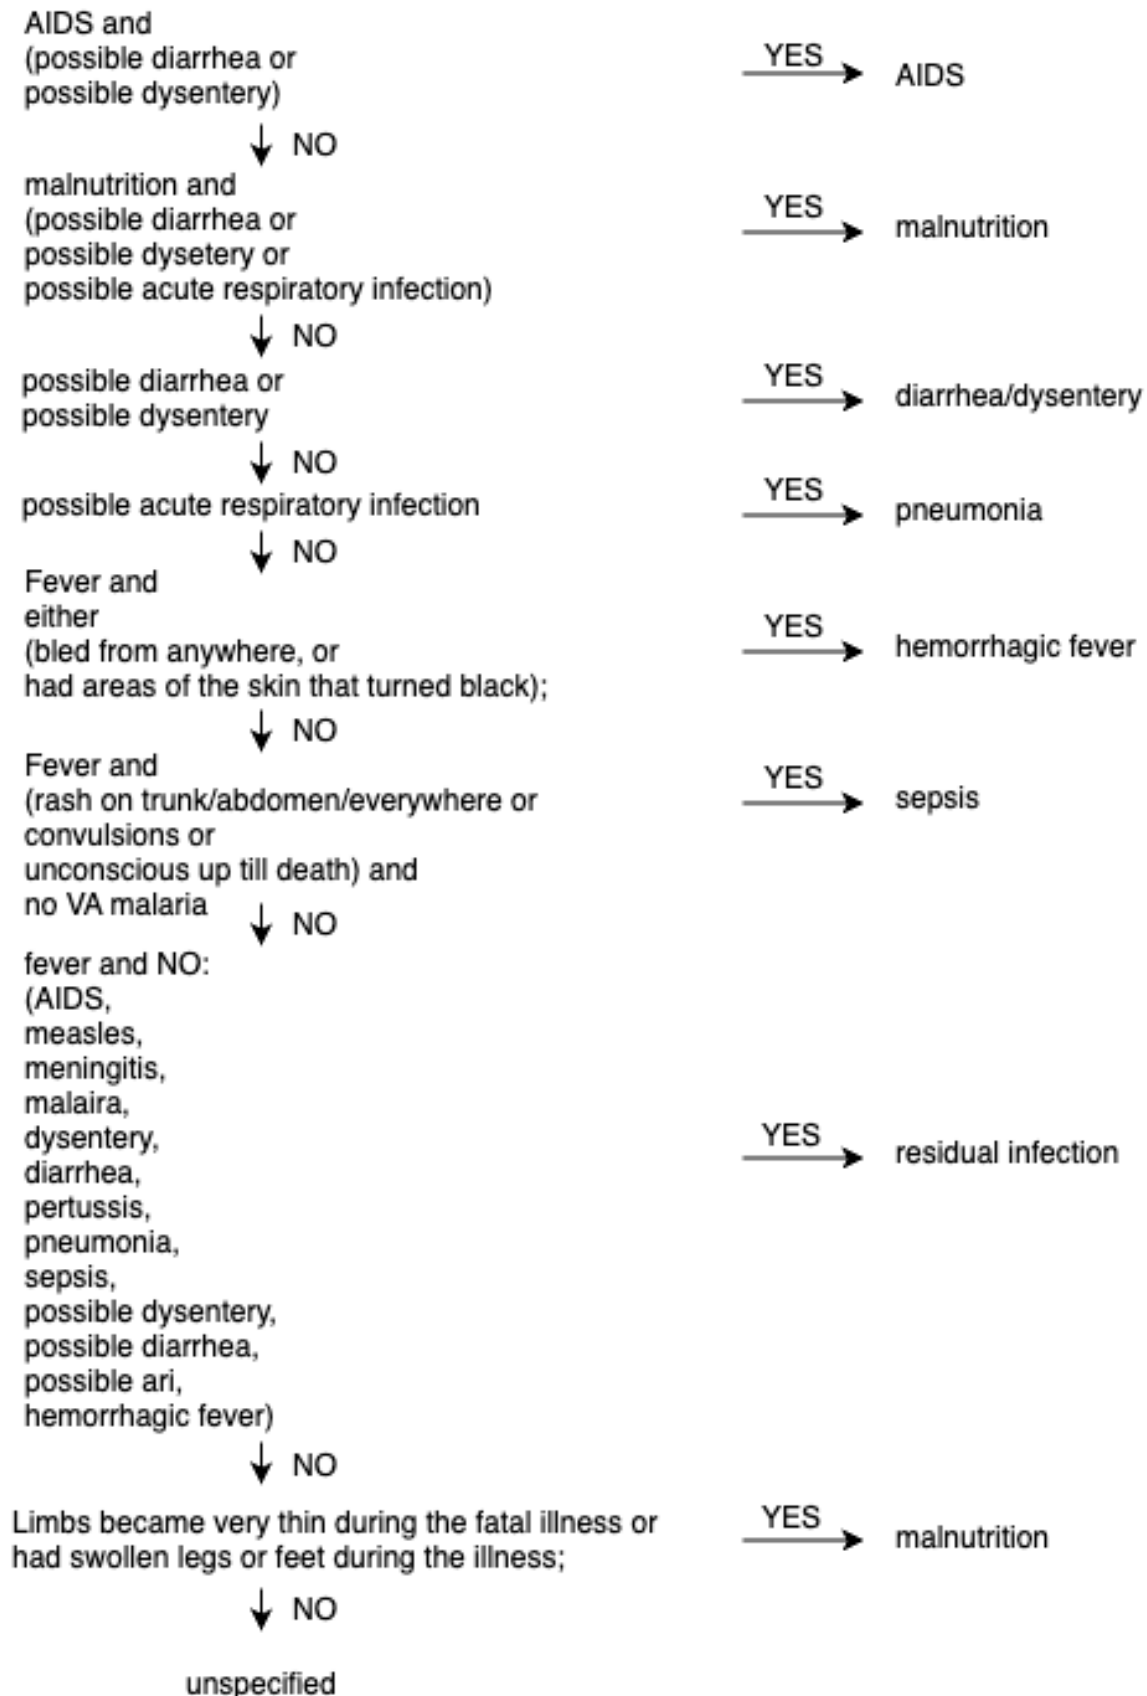 AIDS and
(possible diarrhea or
possible dysentery)
YES
AIDS
NO
malnutrition and
(possible diarrhea or
possible dysetery or
possible acute respiratory infection)
YES
malnutrition
NO
possible diarrhea or
possible dysentery
YES
diarrhea/dysentery
NO
possible acute respiratory infection
YES
pneumonia
NO
Fever and
either
(bled from anywhere, or
had areas of the skin that turned black);
YES
hemorrhagic fever
NO
Fever and
(rash on trunk/abdomen/everywhere or
convulsions or
unconscious up till death) and
no VA malaria
YES
sepsis
NO
fever and NO:
(AIDS,
measles,
meningitis,
malaira,
dysentery,
diarrhea,
pertussis,
pneumonia,
sepsis,
possible dysentery,
possible diarrhea,
possible ari,
hemorrhagic fever)
YES
residual infection
NO
Limbs became very thin during the fatal illness or
had swollen legs or feet during the illness;
YES
malnutrition
NO
unspecified